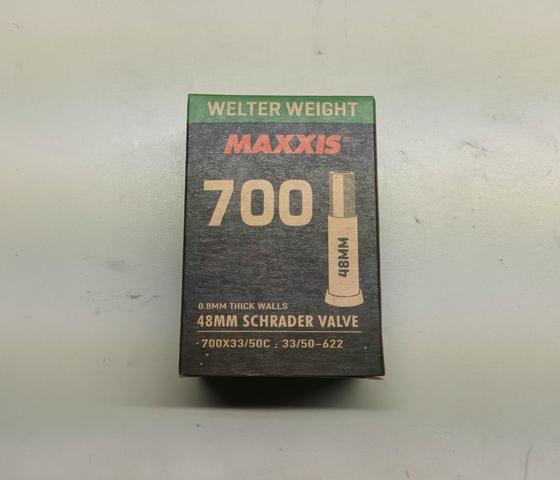 WELTER WEIGHT
MAXXIS
700
48MM
0.8MM THICK WALLS
48MM SCHRADER VALVE
700X33/50C : 33/50-622